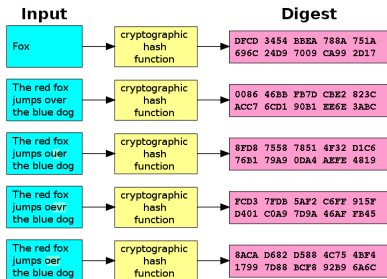 Input
Digest
Fox
cryptographic
hash
function
DFCD 3454 BBEA 788A 751A
696C 24D9 7009 CA99 2D17
The red fox
jumps over
the blue dog
cryptographic
hash
function
0086 46BB FB7D CBE2 823C
ACC7 6CD1 90B1 EE6E 3ABC
The red fox
jumps ouer
the blue dog
cryptographic
hash
function
8FD8 7558 7851 4F32 D1C6
76B1 79A9 0DA4 AEFE 4819
The red fox
jumps oevr
the blue dog
cryptographic
hash
function
FCD3 7FDB 5AF2 C6FF 915F
D401 C0A9 7D9A 46AF FB45
The red fox
jumps oer
the blue dog
cryptographic
hash
function
8ACA D682 D588 4C75 4BF4
1799 7D88 BCF8 92B9 6A6C